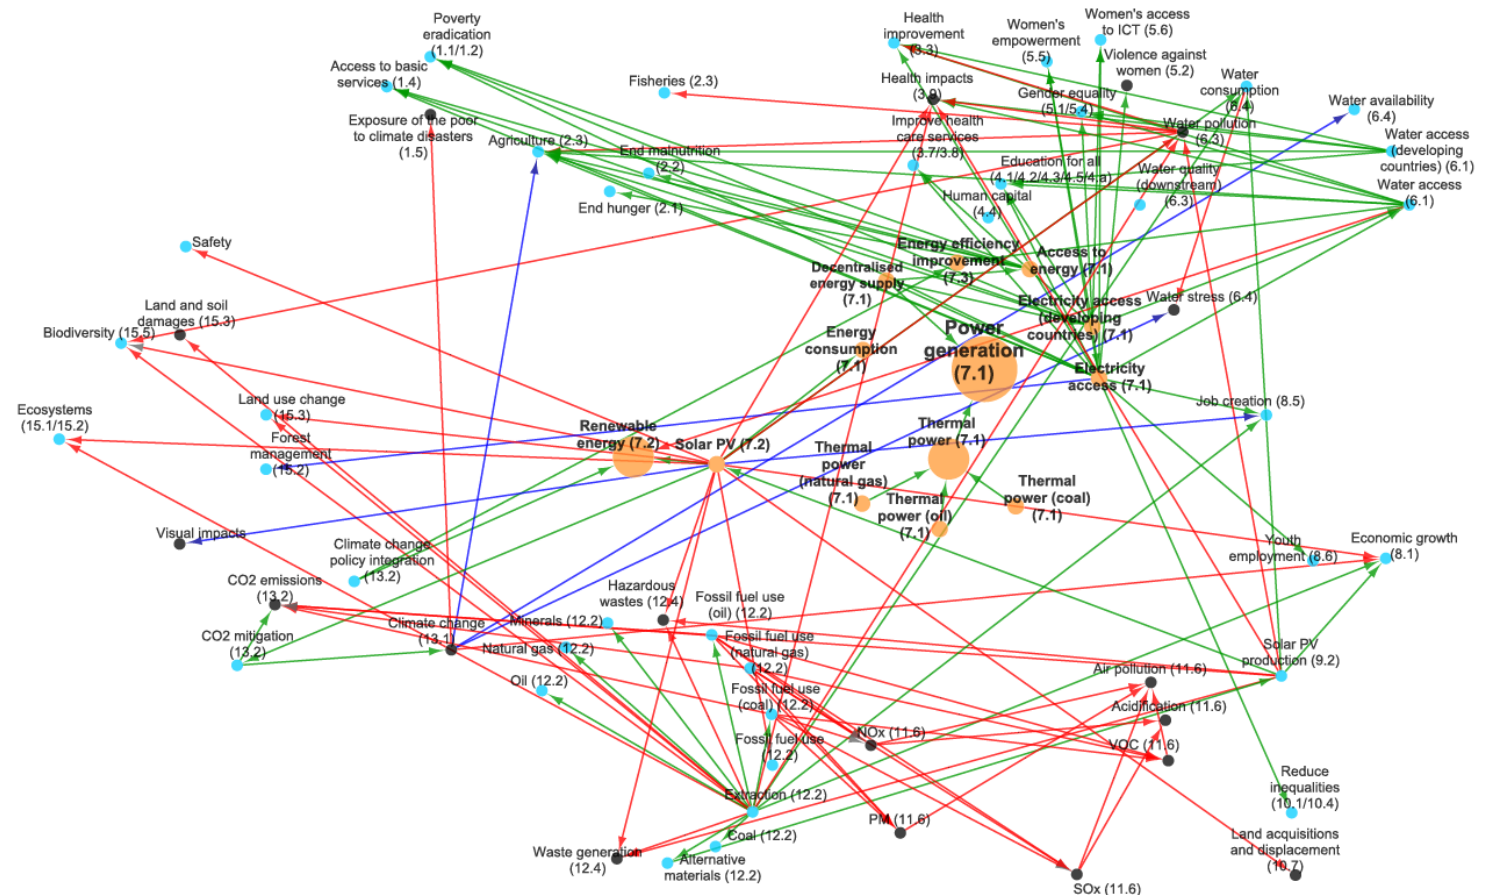 Poverty
eradication
(1.1/1.2)
Access to basic
services (1.4)
Exposure of the poor
to climate disasters
(1.5)
Agriculture (2.3)
Fisheries (2.3)
End malnutrition
(2.2)
End hunger (2.1)
Health
improvement
(3.3)
Health impacts
(3.9)
Improve health
care services
(3.7/3.8)
Women's
empowerment
(5.5)
Women's access
to ICT (5.6)
Violence against
women (5.2)
Gender equality
(5.1/5.4)
Education for all
(4.1/4.2/4.3/4.5/4.a)
Human capital
(4.4)
Water
consumption
(6.4)
Water pollution
(6.3)
Water quality
(downstream)
(6.3)
Water availability
(6.4)
Water access
(developing
countries) (6.1)
Water access
(6.1)
Safety
Land and soil
damages (15.3)
Biodiversity (15.5)
Decentralised
energy supply
(7.1)
Energy efficiency
improvement
(7.3)
Access to
energy (7.1)
Electricity access
(developing
countries) (7.1)
Water stress (6.4)
Energy
consumption
(7.1)
Power
generation
(7.1)
Electricity
access (7.1)
Land use change
(15.3)
Ecosystems
(15.1/15.2)
Forest
management
(15.2)
Renewable
energy (7.2)
Solar PV (7.2)
Thermal
power (7.1)
Thermal
power
(natural gas)
(7.1)
Thermal
power (oil)
(7.1)
Thermal
power (coal)
(7.1)
Job creation (8.5)
Visual impacts
Climate change
policy integration
(13.2)
Youth
employment (8.6)
Economic growth
(8.1)
CO2 emissions
(13.2)
CO2 mitigation
(13.2)
Climate change
(13.1)
Hazardous
wastes (12.4)
Minerals (12.2)
Natural gas (12.2)
Oil (12.2)
Fossil fuel use
(oil) (12.2)
Fossil fuel use
(natural gas)
(12.2)
Fossil fuel use
(coal) (12.2)
Fossil fuel use
(12.2)
Solar PV
production (9.2)
Air pollution (11.6)
Acidification (11.6)
NOx (11.6)
VOC (11.6)
Extraction (12.2)
PM (11.6)
Coal (12.2)
Waste generation
(12.4)
Alternative
materials (12.2)
SOx (11.6)
Reduce
inequalities
(10.1/10.4)
Land acquisitions
and displacement
(10.7)